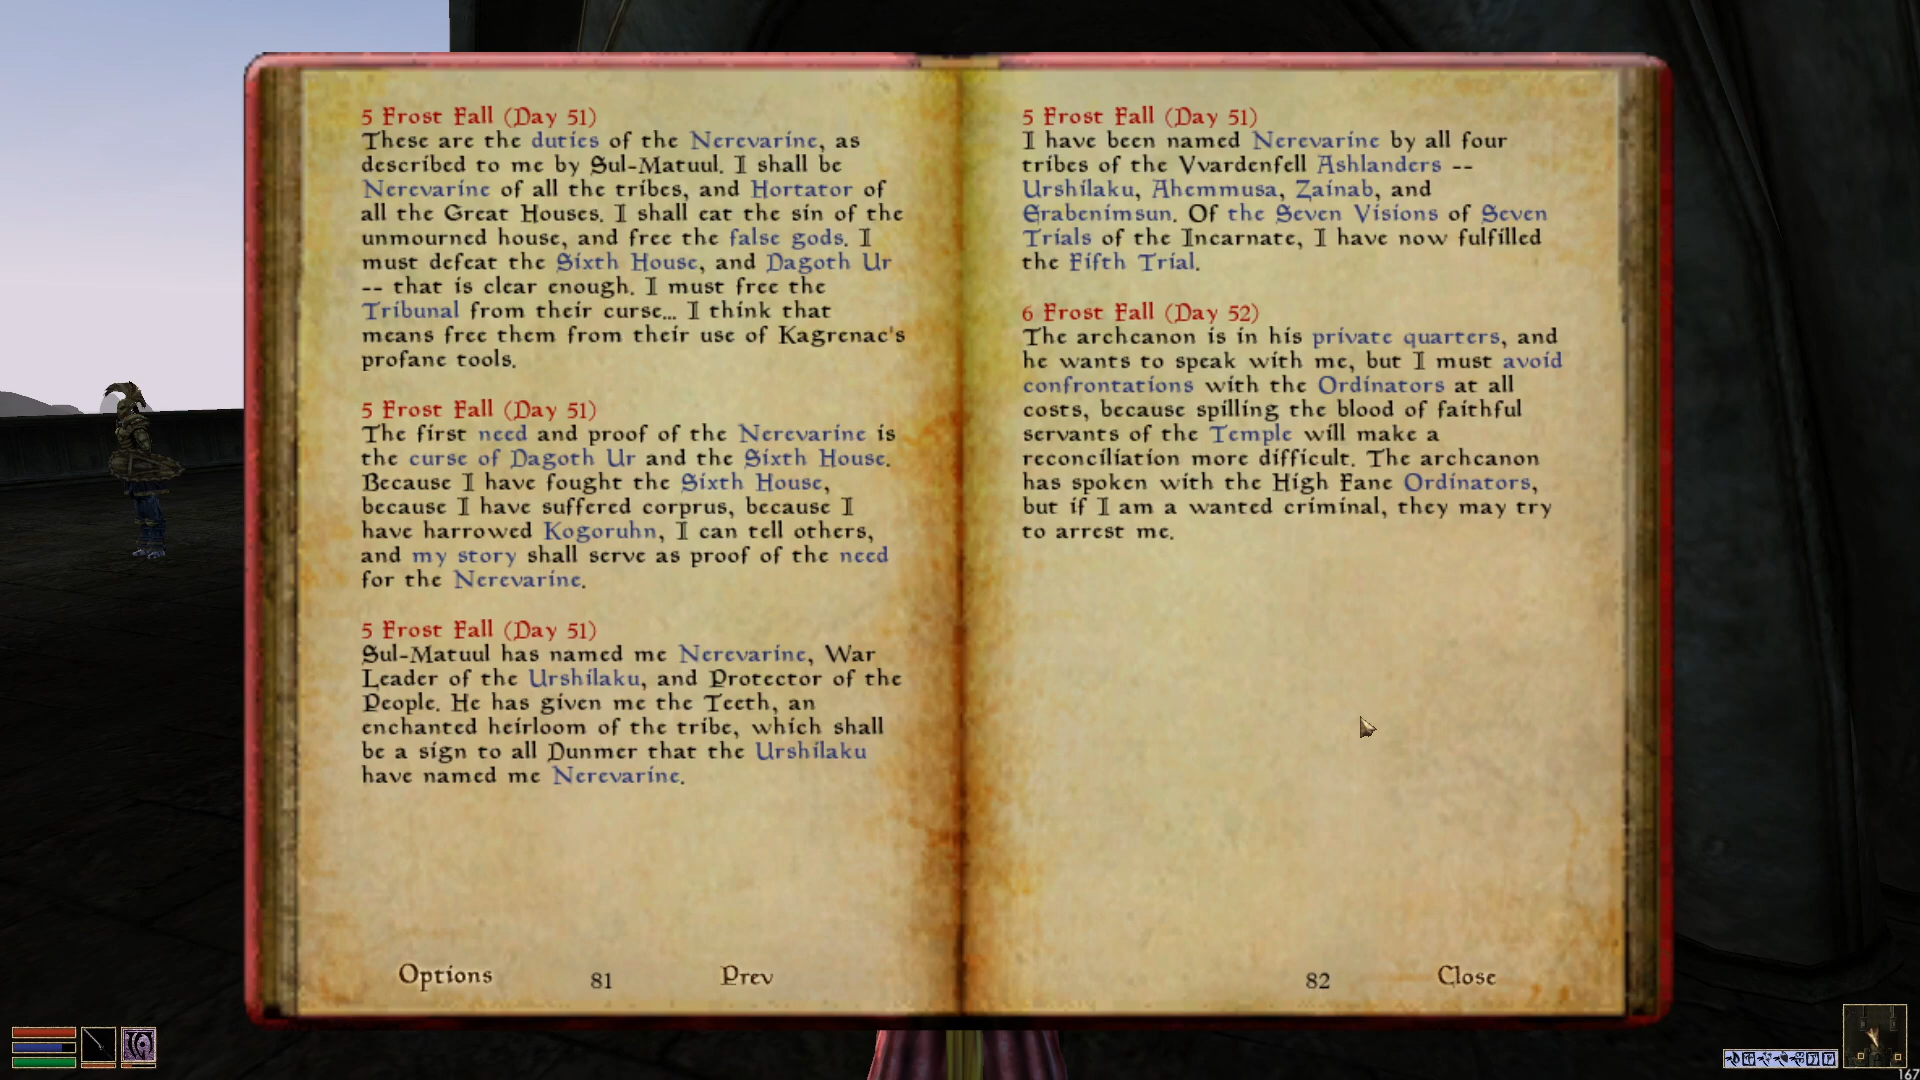 5 Frost Fall (Day 51)
These are the duties of the Nerevarine, as
described to me by Sul-Matuul. I shall be
Nerevarine of all the tribes, and Hortator of
all the Great Houses. I shall eat the sin of the
unmourned house, and free the false gods. I
must defeat the Sixth House, and Dagoth Ur
-- that is clear enough. I must free the
Tribunal from their curse... I think that
means free them from their use of Kagrenac's
profane tools.
5 Frost Fall (Day 51)
The first need and proof of the Nerevarine is
the curse of Dagoth Ur and the Sixth House.
Because I have fought the Sixth House,
because I have suffered corprus, because I
have harrowed Kogoruhn, I can tell others,
and my story shall serve as proof of the need
for the Nerevarine.
5 Frost Fall (Day 51)
Sul-Matuul has named me Nerevarine, War
Leader of the Urshilaku, and Protector of the
People. He has given me the Teeth, an
enchanted heirloom of the tribe, which shall
be a sign to all Dunmer that the Urshilaku
have named me Nerevarine.
Options 81 Prev
5 Frost Fall (Day 51)
I have been named Nerevarine by all four
tribes of the Vvardenfell Ashlanders --
Urshilaku, Ahemmusa, Zainab, and
Erabenimsun. Of the Seven Visions of Seven
Trials of the Incarnate, I have now fulfilled
the Fifth Trial.
6 Frost Fall (Day 52)
The archcanon is in his private quarters, and
he wants to speak with me, but I must avoid
confrontations with the Ordinators at all
costs, because spilling the blood of faithful
servants of the Temple will make a
reconciliation more difficult. The archcanon
has spoken with the High Fane Ordinators,
but if I am a wanted criminal, they may try
to arrest me.
82 Close
167